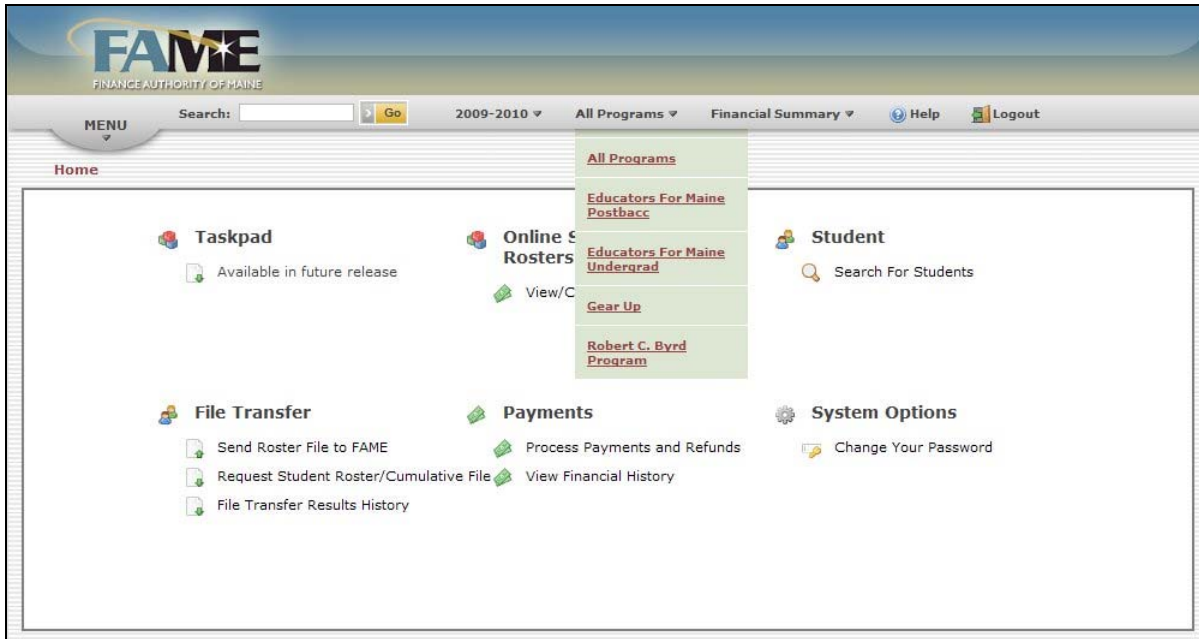 FAME
FINANCE AUTHORITY OF MAINE
MENU
Search:
Go
2009-2010
All Programs
Financial Summary
Help
Logout
Home
All Programs
Educators For Maine
Postbacc
Educators For Maine
Undergrad
Gear Up
Robert C. Byrd
Program
Taskpad
Available in future release
Online S
Rosters
View/C
Student
Search For Students
File Transfer
Send Roster File to FAME
Request Student Roster/Cumulative File
File Transfer Results History
Payments
Process Payments and Refunds
View Financial History
System Options
Change Your Password